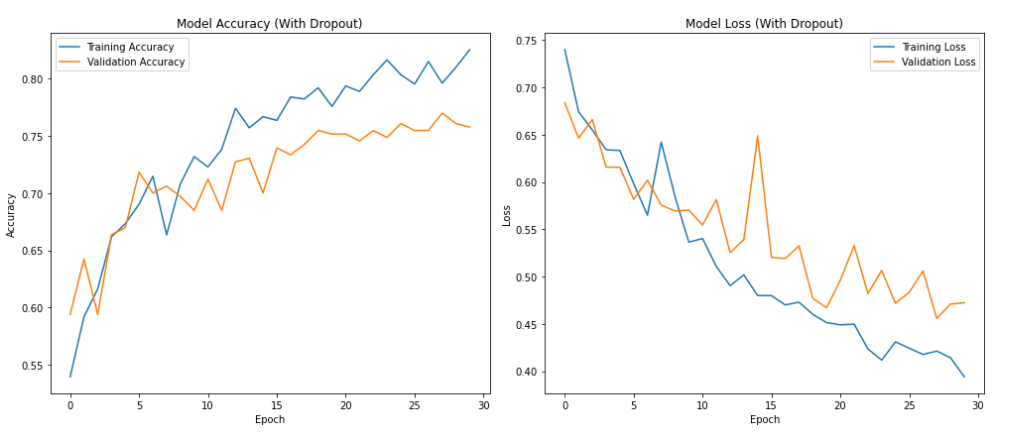 Model Accuracy (With Dropout)
Training Accuracy
Validation Accuracy
Accuracy
0.80
0.75
0.70
0.65
0.60
0.55
0 5 10 15 20 25 30
Epoch
Model Loss (With Dropout)
Training Loss
Validation Loss
Loss
0.75
0.70
0.65
0.60
0.55
0.50
0.45
0.40
0 5 10 15 20 25 30
Epoch